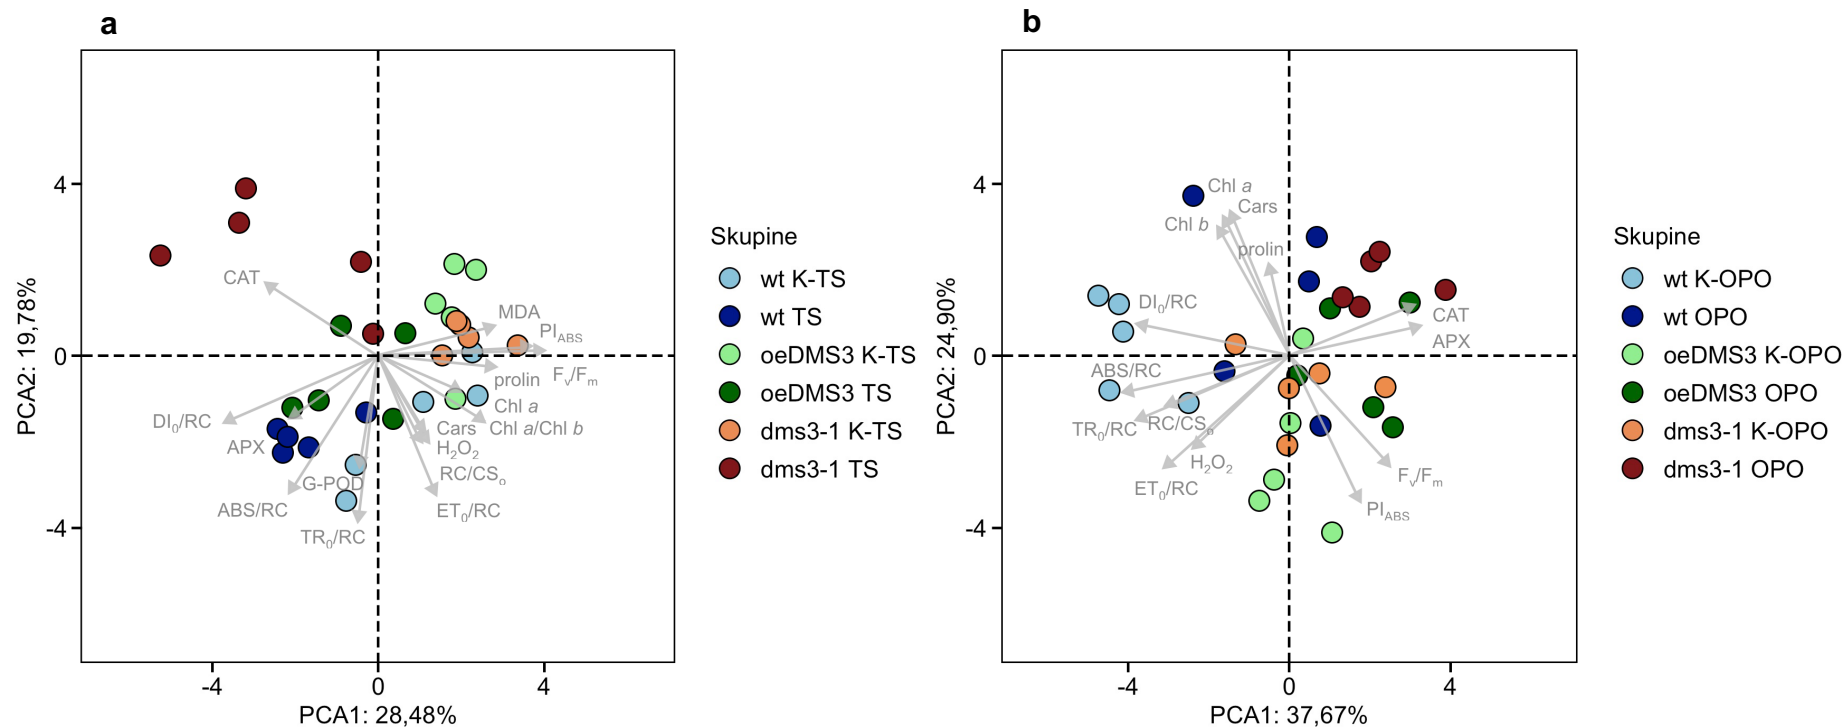 a
4
0
-4
-4
0
4
PCA2: 19,78%
PCA1: 28,48%
CAT
MDA
PIABS
Fv/Fm
prolin
Chl a
Chl a/Chl b
Cars
H2O2
RC/CSo
ET0/RC
DI0/RC
APX
G-POD
ABS/RC
TR0/RC
Skupine
wt K-TS
wt TS
oeDMS3 K-TS
oeDMS3 TS
dms3-1 K-TS
dms3-1 TS
b
4
0
-4
-4
0
4
PCA2: 24,90%
PCA1: 37,67%
Chl a
Cars
Chl b
prolin
DI0/RC
CAT
APX
ABS/RC
TR0/RC
RC/CSo
H2O2
ET0/RC
Fv/Fm
PIABS
Skupine
wt K-OPO
wt OPO
oeDMS3 K-OPO
oeDMS3 OPO
dms3-1 K-OPO
dms3-1 OPO